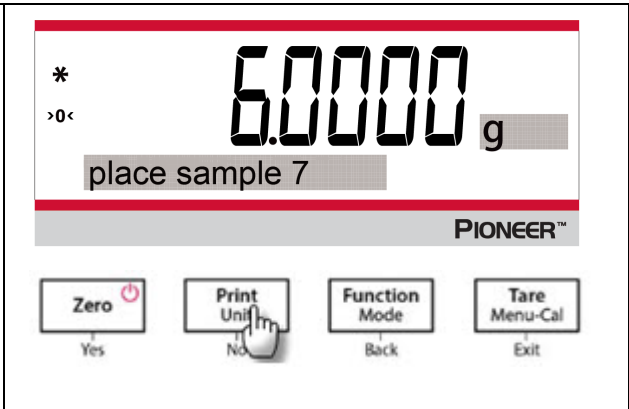 * 6.0000 g
>0<
place sample 7
PIONEER™
Zero Print Function Tare
Unit Mode Menu-Cal
Yes No Back Exit